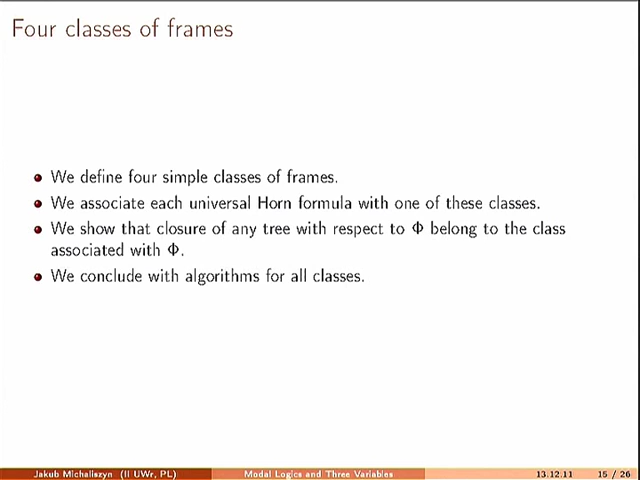 Four classes of frames
We define four simple classes of frames.
We associate each universal Horn formula with one of these classes.
We show that closure of any tree with respect to Φ belong to the class
associated with Φ.
We conclude with algorithms for all classes.
Jakub Michaliszyn (II UWr, PL) Modal Logics and Three Variables 13.12.11 15 / 26